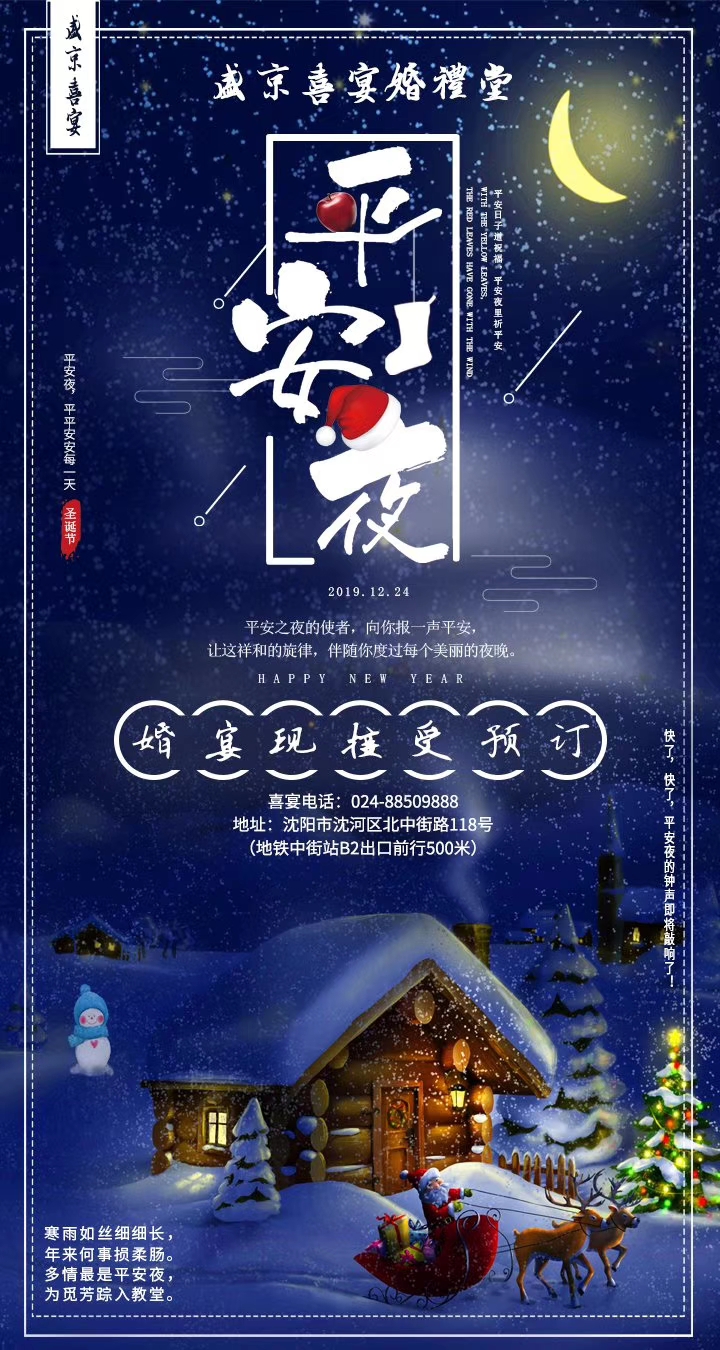 盛京喜宴
盛京喜宴婚禮堂
平安夜
平安日子道祝福，平安夜里祈平安
WITH THE YELLOW LEAVES,
THE RED LEAVES HAVE GONE WITH THE WIND
平安夜，平平安安每一天
圣诞节
2019.12.24
平安之夜的使者，向你报一声平安，
让这祥和的旋律，伴随你度过每个美丽的夜晚。
HAPPY NEW YEAR
婚宴现接受预订
喜宴电话：024-88509888
地址：沈阳市沈河区北中街路118号
（地铁中街站B2出口前行500米）
快了，快了，平安夜的钟声即将敲响了！
寒雨如丝细细长，
年来何事损柔肠。
多情最是平安夜，
为觅芳踪入教堂。